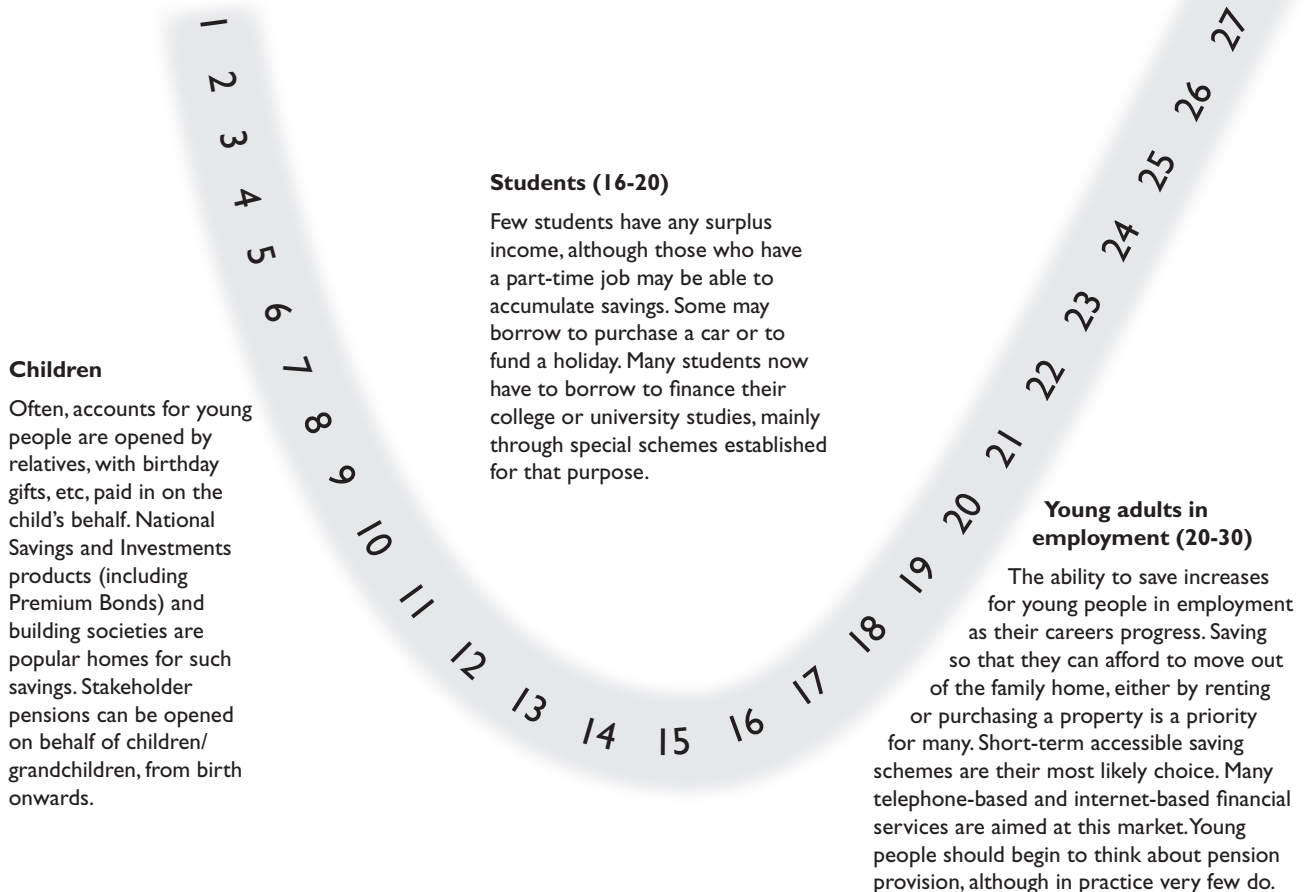 1
2
3
4
5
6
7
8
9
10
11
12
13
14
15
16
17
18
19
20
21
22
23
24
25
26
27
Children
Often, accounts for young
people are opened by
relatives, with birthday
gifts, etc, paid in on the
child's behalf. National
Savings and Investments
products (including
Premium Bonds) and
building societies are
popular homes for such
savings. Stakeholder
pensions can be opened
on behalf of children/
grandchildren, from birth
onwards.
Students (16-20)
Few students have any surplus
income, although those who have
a part-time job may be able to
accumulate savings. Some may
borrow to purchase a car or to
fund a holiday. Many students now
have to borrow to finance their
college or university studies, mainly
through special schemes established
for that purpose.
Young adults in
employment (20-30)
The ability to save increases
for young people in employment
as their careers progress. Saving
so that they can afford to move out
of the family home, either by renting
or purchasing a property is a priority
for many. Short-term accessible saving
schemes are their most likely choice. Many
telephone-based and internet-based financial
services are aimed at this market. Young
people should begin to think about pension
provision, although in practice very few do.